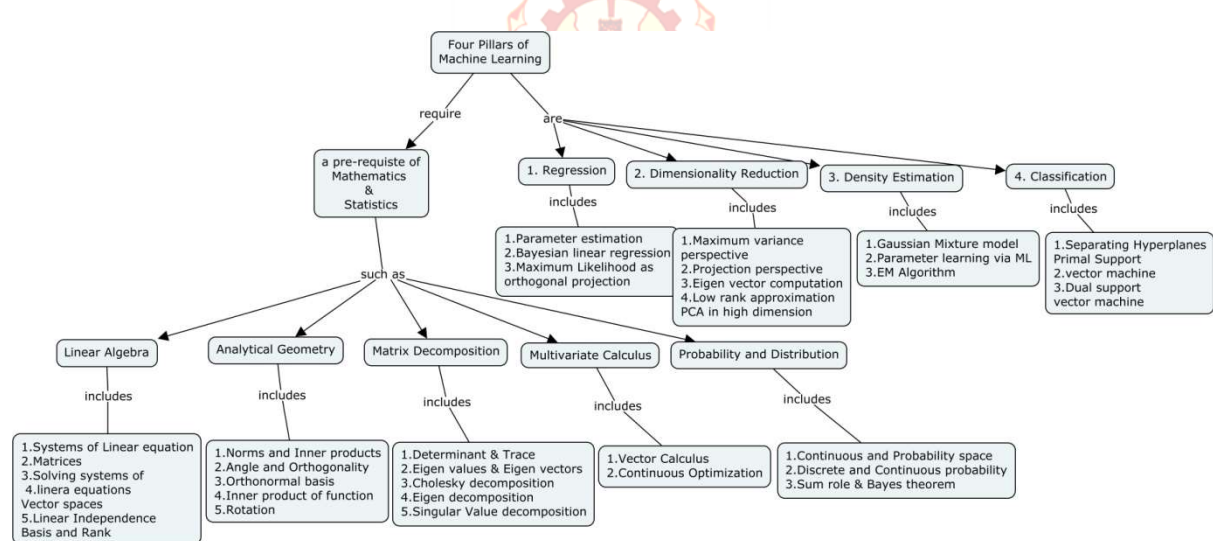 Four Pillars of
Machine Learning
require
are
a pre-requiste of
Mathematics
&
Statistics
1. Regression
2. Dimensionality Reduction
3. Density Estimation
4. Classification
includes
includes
includes
includes
1.Parameter estimation
2.Bayesian linear regression
3.Maximum Likelihood as
orthogonal projection
1.Maximum variance
perspective
2.Projection perspective
3.Eigen vector computation
4.Low rank approximation
PCA in high dimension
1.Gaussian Mixture model
2.Parameter learning via ML
3.EM Algorithm
1.Separating Hyperplanes
Primal Support
2.vector machine
3.Dual support
vector machine
such as
Linear Algebra
Analytical Geometry
Matrix Decomposition
Multivariate Calculus
Probability and Distribution
includes
includes
includes
includes
includes
1.Systems of Linear equation
2.Matrices
3.Solving systems of
4.linera equations
Vector spaces
5.Linear Independence
Basis and Rank
1.Norms and Inner products
2.Angle and Orthogonality
3.Orthonormal basis
4.Inner product of function
5.Rotation
1.Determinant & Trace
2.Eigen values & Eigen vectors
3.Cholesky decomposition
4.Eigen decomposition
5.Singular Value decomposition
1.Vector Calculus
2.Continuous Optimization
1.Continuous and Probability space
2.Discrete and Continuous probability
3.Sum role & Bayes theorem